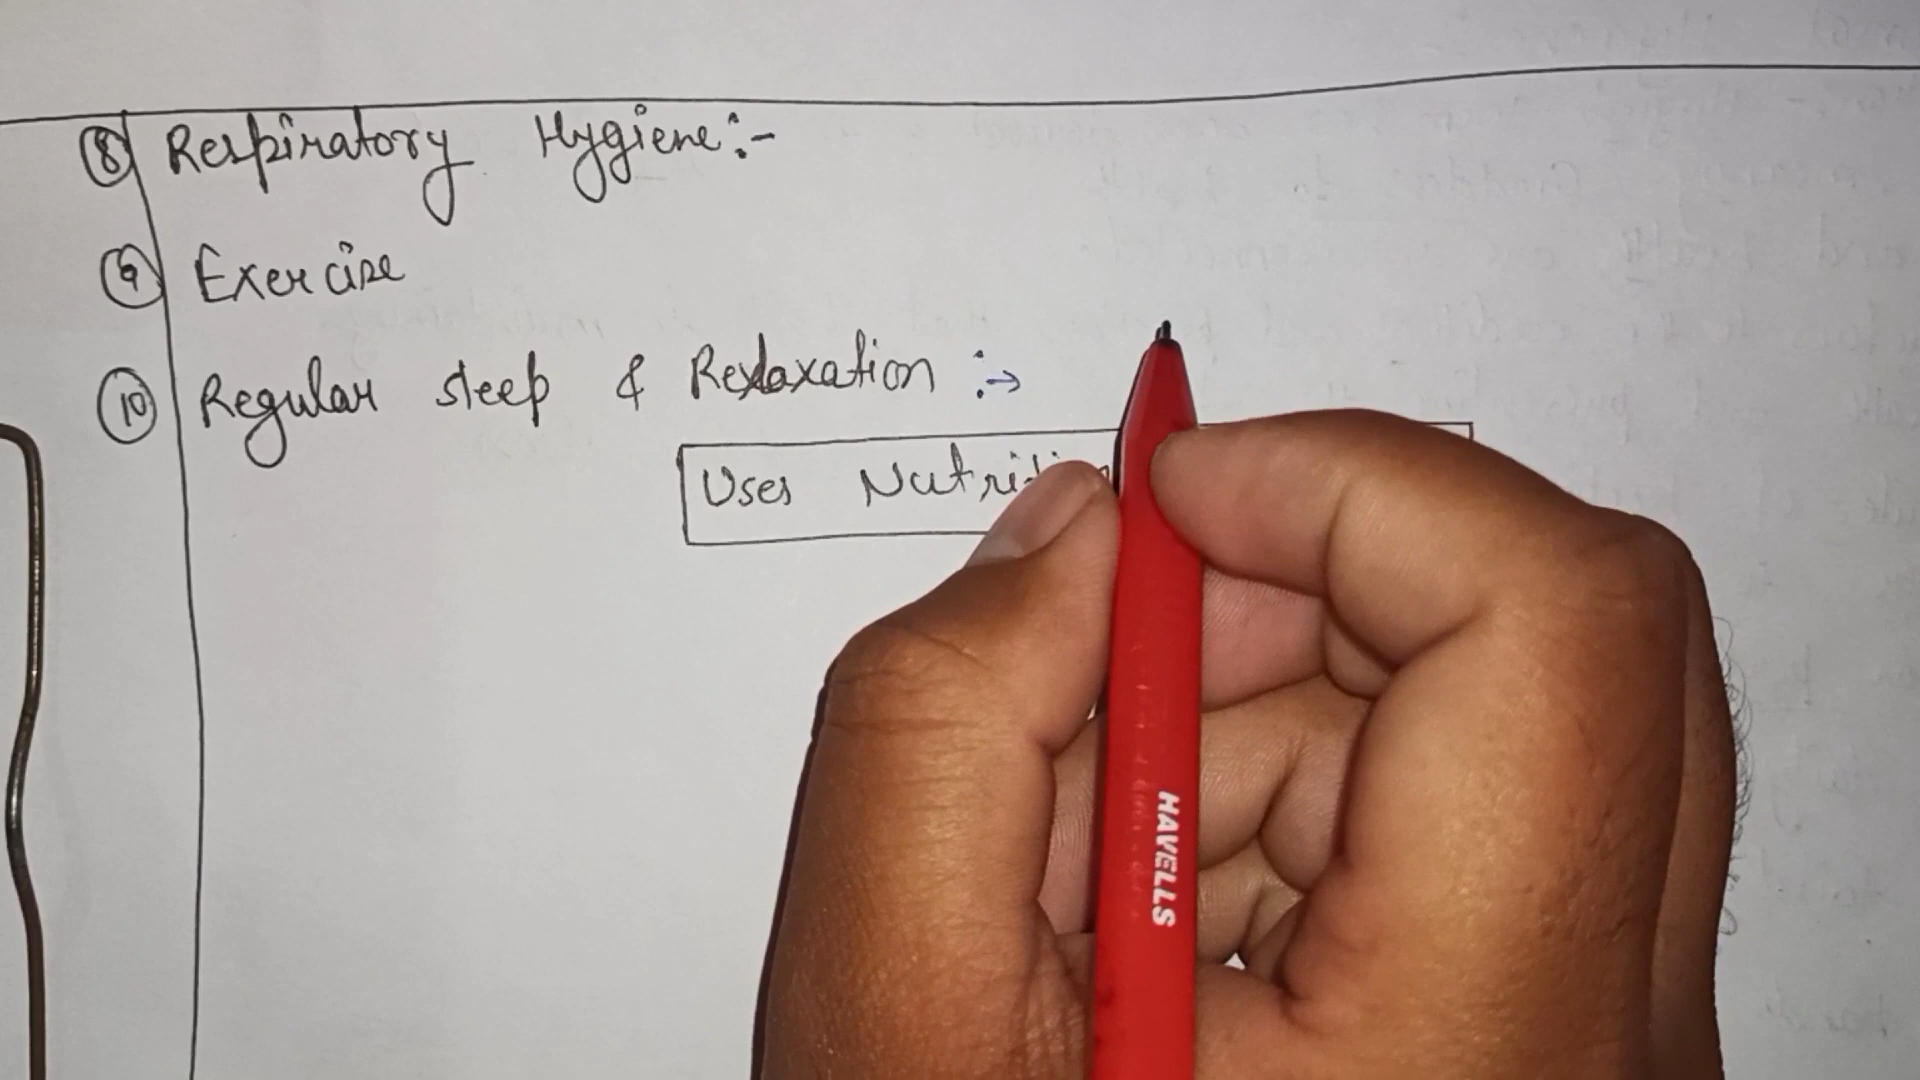 ⑧ Respiratory Hygiene:-
⑨ Exercise
⑩ Regular sleep & Relaxation :→
Uses
HAVELLS